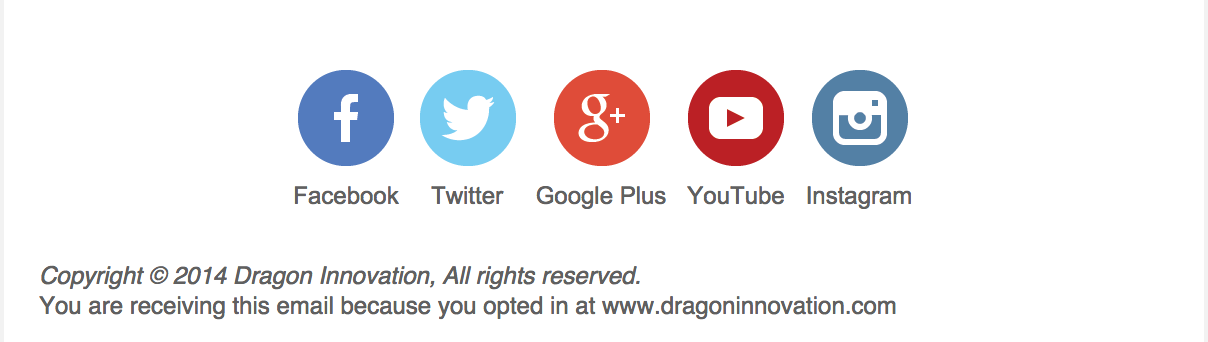 Facebook Twitter Google Plus YouTube Instagram
Copyright © 2014 Dragon Innovation, All rights reserved.
You are receiving this email because you opted in at www.dragoninnovation.com